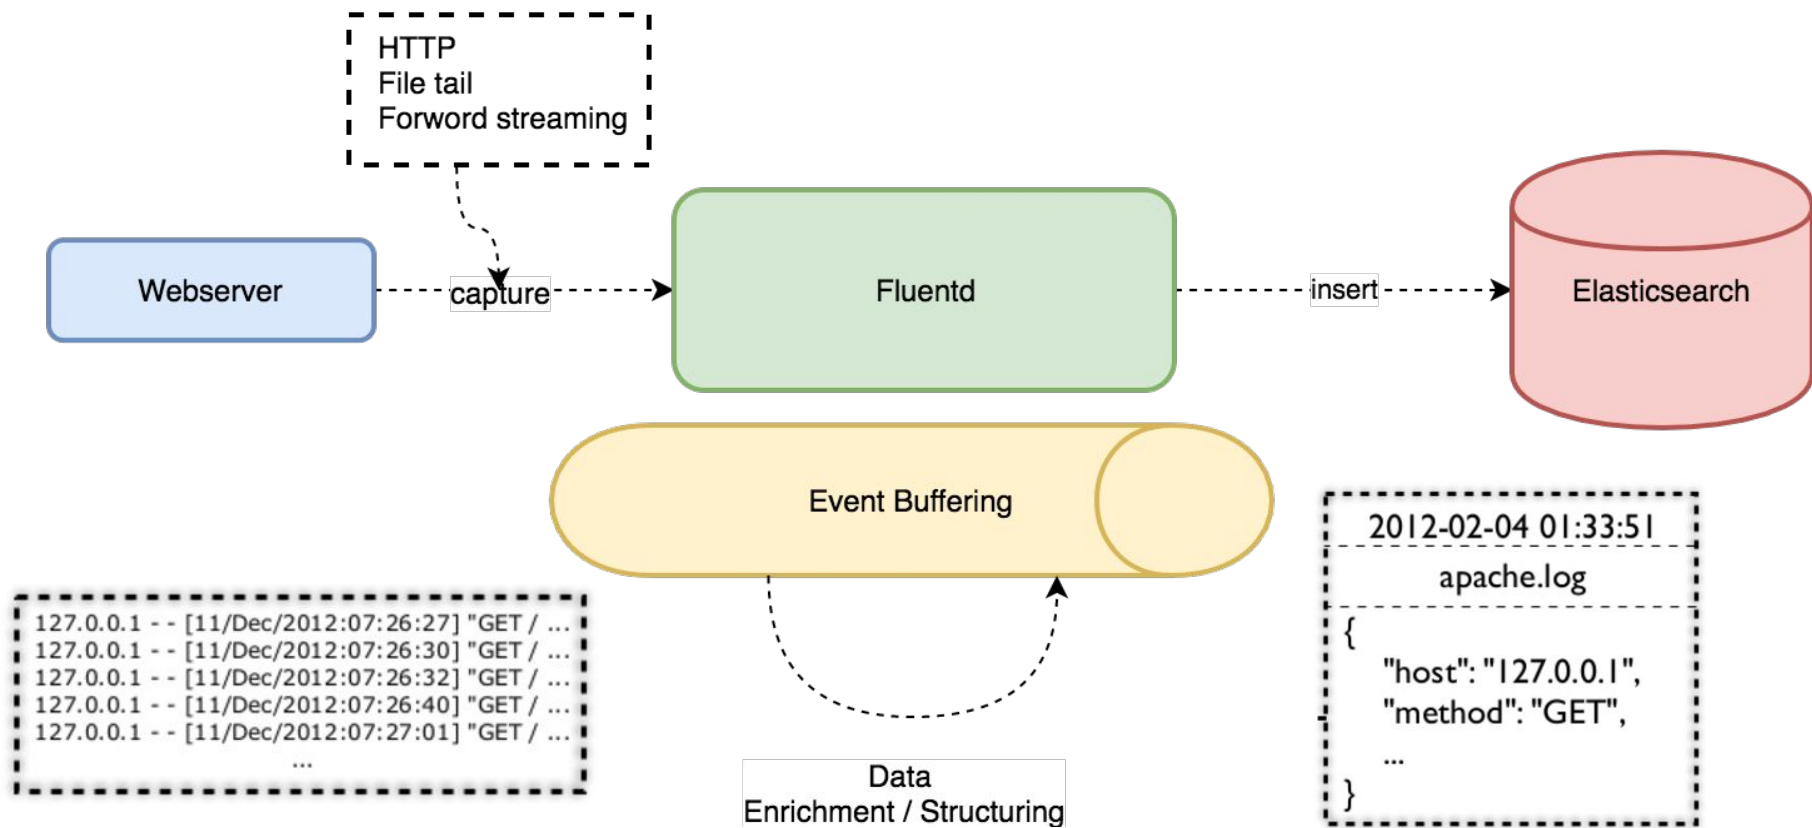 HTTP
File tail
Forword streaming
Webserver
capture
Fluentd
insert
Elasticsearch
Event Buffering
127.0.0.1 - - [11/Dec/2012:07:26:27] "GET / ...
127.0.0.1 - - [11/Dec/2012:07:26:30] "GET / ...
127.0.0.1 - - [11/Dec/2012:07:26:32] "GET / ...
127.0.0.1 - - [11/Dec/2012:07:26:40] "GET / ...
127.0.0.1 - - [11/Dec/2012:07:27:01] "GET / ...
...
Data
Enrichment / Structuring
2012-02-04 01:33:51
apache.log
{
"host": "127.0.0.1",
"method": "GET",
...
}